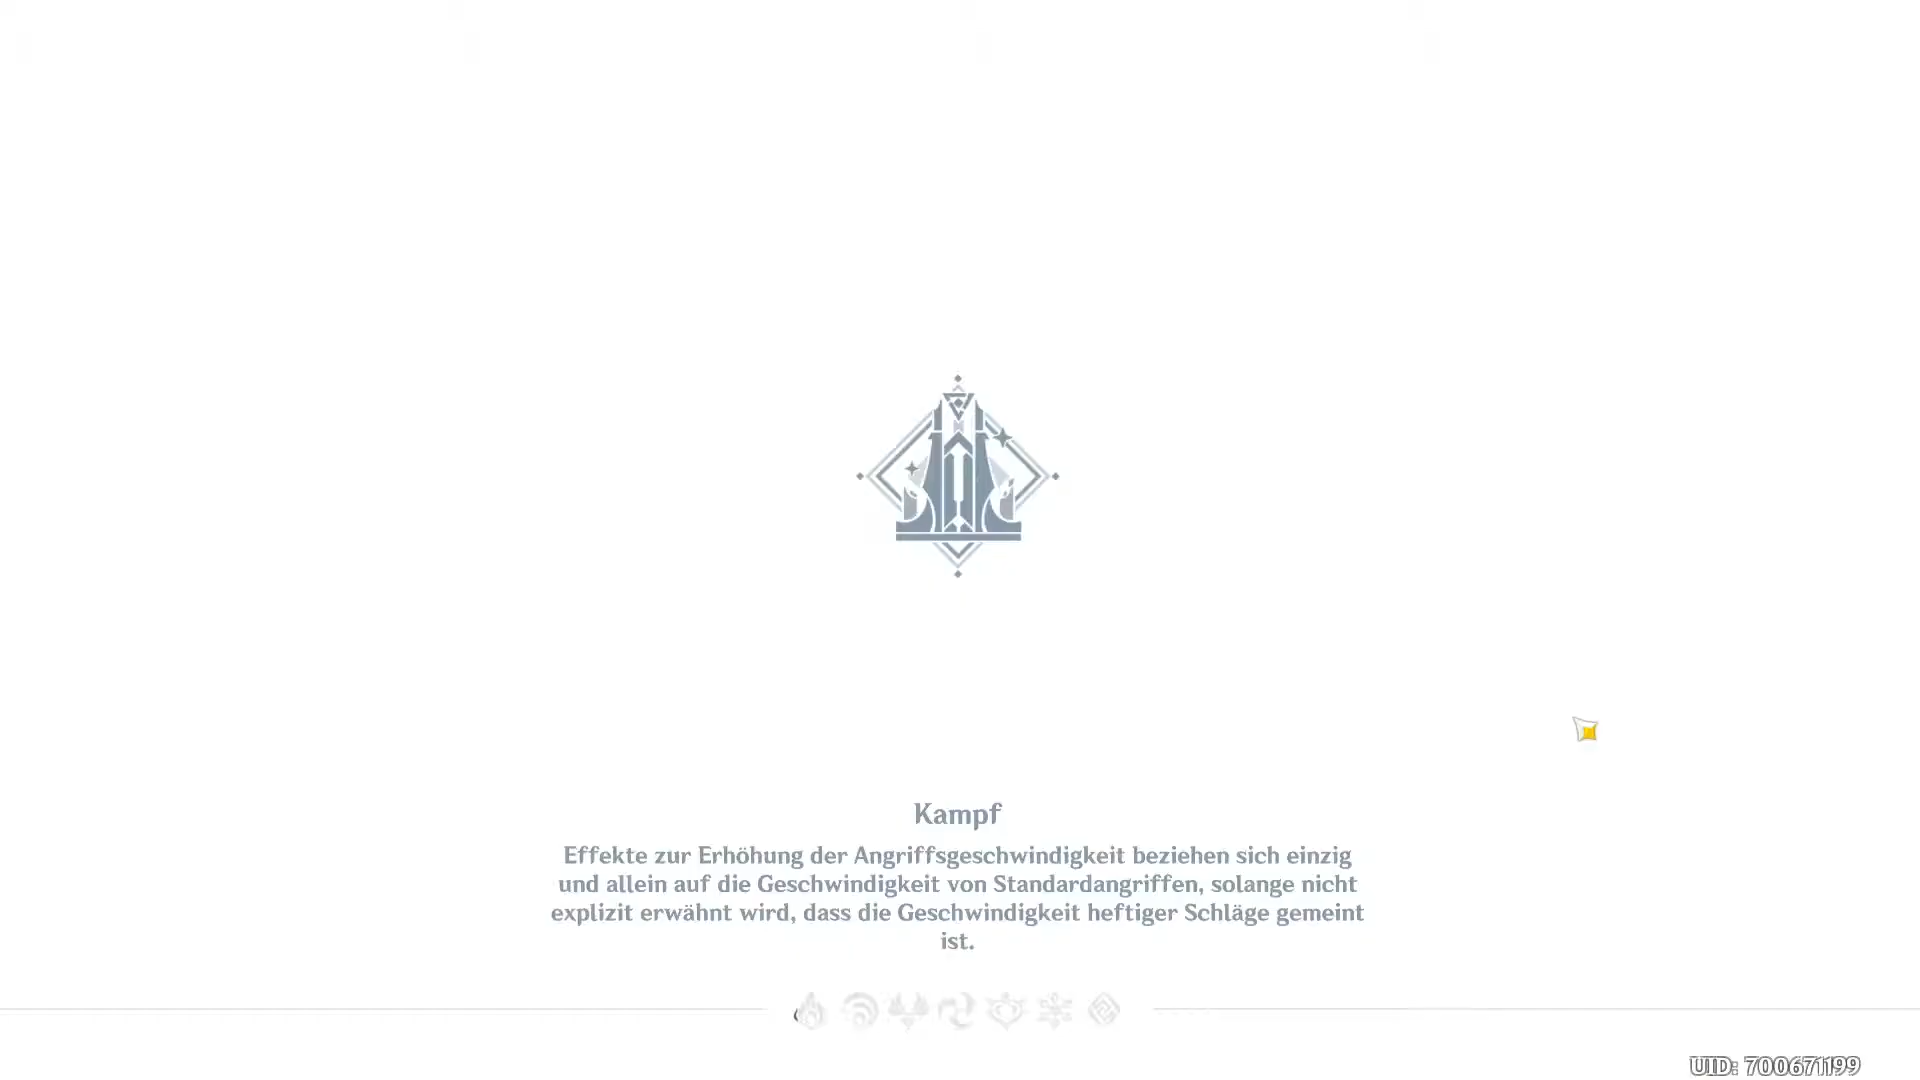 Kampf
Effekte zur Erhöhung der Angriffsgeschwindigkeit beziehen sich einzig
und allein auf die Geschwindigkeit von Standardangriffen, solange nicht
explizit erwähnt wird, dass die Geschwindigkeit heftiger Schläge gemeint
ist.
UID: 700671199